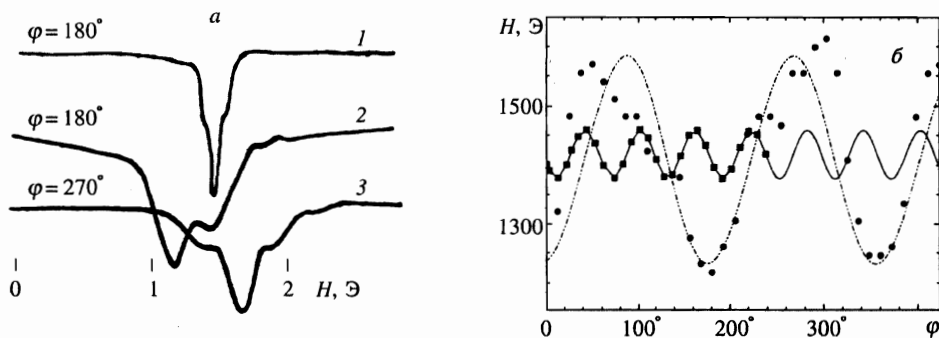 а
φ = 180°
1
φ = 180°
2
φ = 270°
3
0
1
2
H, Э
H, Э
б
1500
1300
0
100°
200°
300°
φ